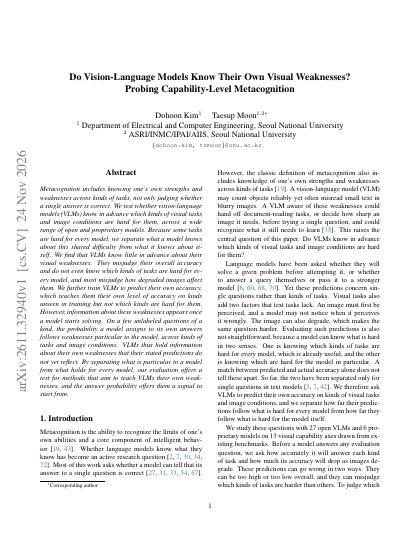 Do Vision-Language Models Know Their Own Visual Weaknesses?
Probing Capability-Level Metacognition
Dohoon Kim¹ Taesup Moon¹,²*
¹ Department of Electrical and Computer Engineering, Seoul National University
² ASRI/INMC/IPAI/AIIS, Seoul National University
{dohoon.kim, tsmoon}@snu.ac.kr
arXiv:2611.32940v1 [cs.CV] 24 Nov 2026
Abstract
Metacognition includes knowing one's own strengths and
weaknesses across kinds of tasks, not only judging whether
a single answer is correct. We test whether vision-language
models (VLMs) know in advance which kinds of visual tasks
and image conditions are hard for them, across a wide
range of open and proprietary models. Because some tasks
are hard for every model, we separate what a model knows
about this shared difficulty from what it knows about it-
self. We find that VLMs know little in advance about their
visual weaknesses. They misjudge their overall accuracy
and do not even know which kinds of tasks are hard for ev-
ery model, and most misjudge how degraded images affect
them. We further train VLMs to predict their own accuracy,
which teaches them their own level of accuracy on kinds
unseen in training but not which kinds are hard for them.
However, information about these weaknesses appears once
a model starts solving. On a few unlabeled questions of a
kind, the probability a model assigns to its own answers
follows weaknesses particular to the model, across kinds of
tasks and image conditions. VLMs thus hold information
about their own weaknesses that their stated predictions do
not yet reflect. By separating what is particular to a model
from what holds for every model, our evaluation offers a
test for methods that aim to teach VLMs their own weak-
nesses, and the answer probability offers them a signal to
start from.
1. Introduction
Metacognition is the ability to recognize the limits of one's
own abilities and a core component of intelligent behav-
ior [19, 43]. Whether language models know what they
know has become an active research question [2, 7, 30, 34,
72]. Most of this work asks whether a model can tell that its
answer to a single question is correct [27, 31, 33, 54, 67].
*Corresponding author
However, the classic definition of metacognition also in-
cludes knowledge of one's own strengths and weaknesses
across kinds of tasks [19]. A vision-language model (VLM)
may count objects reliably yet often misread small text in
blurry images. A VLM aware of these weaknesses could
hand off document-reading tasks, or decide how sharp an
image it needs, before trying a single question, and could
recognize what it still needs to learn [35]. This raises the
central question of this paper. Do VLMs know in advance
which kinds of visual tasks and image conditions are hard
for them?
Language models have been asked whether they will
solve a given problem before attempting it, or whether
to answer a query themselves or pass it to a stronger
model [6, 60, 68, 70]. Yet these predictions concern sin-
gle questions rather than kinds of tasks. Visual tasks also
add two factors that text tasks lack. An image must first be
perceived, and a model may not notice when it perceives
it wrongly. The image can also degrade, which makes the
same question harder. Evaluating such predictions is also
not straightforward, because a model can know what is hard
in two senses. One is knowing which kinds of tasks are
hard for every model, which is already useful, and the other
is knowing which are hard for the model in particular. A
match between predicted and actual accuracy alone does not
tell these apart. So far, the two have been separated only for
single questions in text models [3, 7, 42]. We therefore ask
VLMs to predict their own accuracy on kinds of visual tasks
and image conditions, and we separate how far their predic-
tions follow what is hard for every model from how far they
follow what is hard for the model itself.
We study these questions with 27 open VLMs and 6 pro-
prietary models on 13 visual capability axes drawn from ex-
isting benchmarks. Before a model answers any evaluation
question, we ask how accurately it will answer each kind
of task and how much its accuracy will drop as images de-
grade. These predictions can go wrong in two ways. They
can be too high or too low overall, and they can misjudge
which kinds of tasks are harder than others. To judge which
1